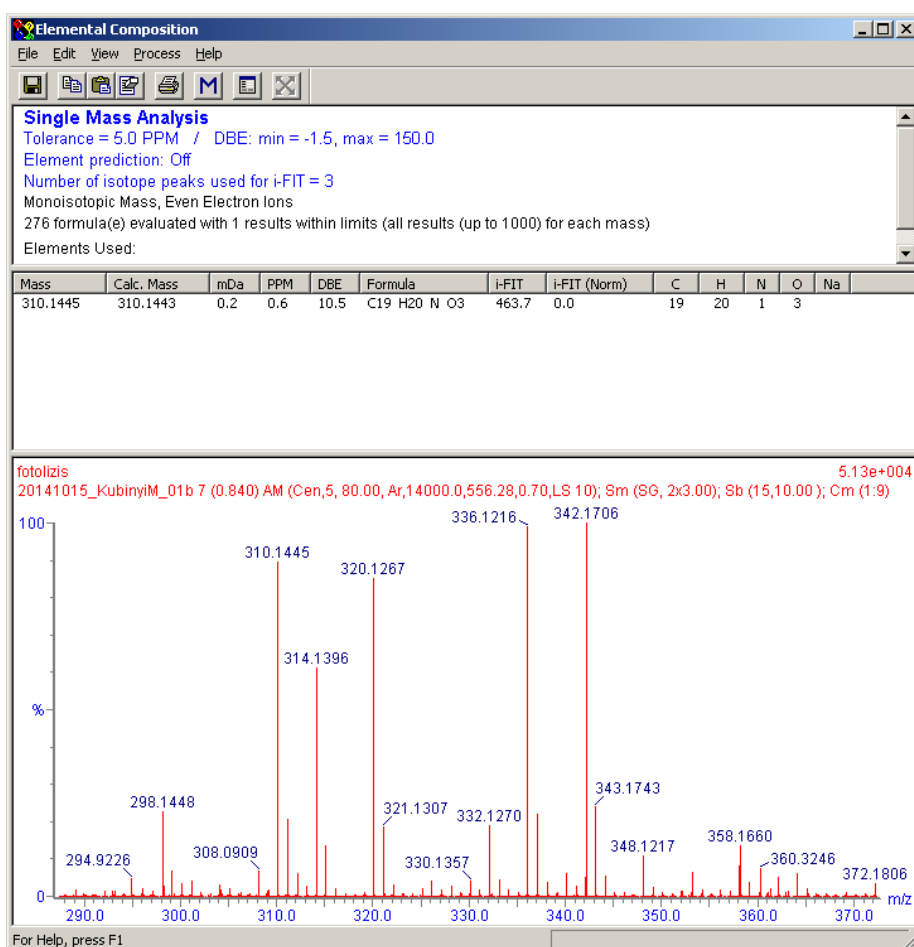 Elemental Composition
File Edit View Process Help
M
Single Mass Analysis
Tolerance = 5.0 PPM / DBE: min = -1.5, max = 150.0
Element prediction: Off
Number of isotope peaks used for i-FIT = 3
Monoisotopic Mass, Even Electron Ions
276 formula(e) evaluated with 1 results within limits (all results (up to 1000) for each mass)
Elements Used:
Mass Calc. Mass mDa PPM DBE Formula i-FIT i-FIT (Norm) C H N O Na
310.1445 310.1443 0.2 0.6 10.5 C19 H20 N O3 463.7 0.0 19 20 1 3
fotolizis 5.13e+004
20141015_KubinyiM_01b 7 (0.840) AM (Cen,5, 80.00, Ar,14000.0,556.28,0.70,LS 10); Sm (SG, 2x3.00); Sb (15,10.00 ); Cm (1:9)
100
336.1216 342.1706
310.1445
320.1267
314.1396
%
298.1448
343.1743
321.1307 332.1270
348.1217 358.1660
294.9226 308.0909 330.1357 360.3246 372.1806
0
m/z
290.0 300.0 310.0 320.0 330.0 340.0 350.0 360.0 370.0
For Help, press F1